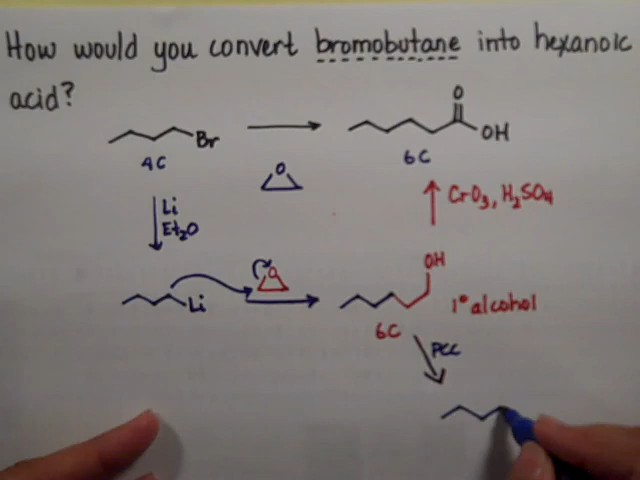 How would you convert bromobutane into hexanoic
acid?
O
Br
OH
4C
6C
O
Li
Et₂O
CrO₃, H₂SO₄
OH
O
Li
1° alcohol
6C
PCC